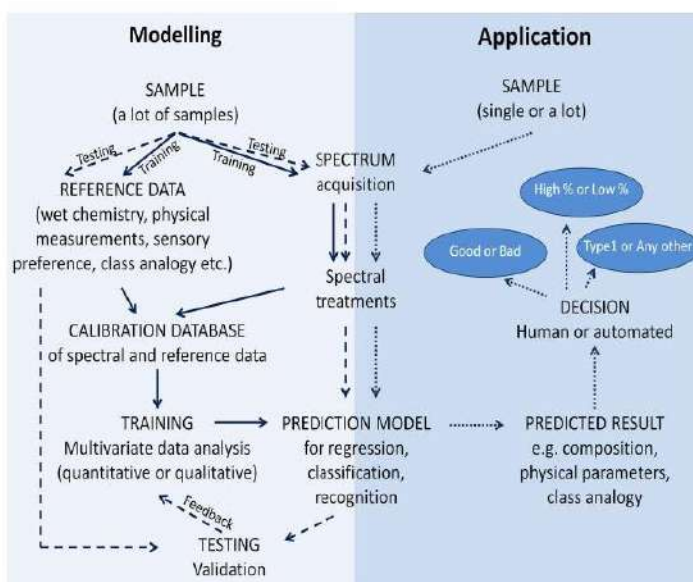 Modelling
SAMPLE
(a lot of samples)
Testing
Training
Training
Testing
REFERENCE DATA
(wet chemistry, physical
measurements, sensory
preference, class analogy etc.)
SPECTRUM
acquisition
Spectral
treatments
CALIBRATION DATABASE
of spectral and reference data
TRAINING
Multivariate data analysis
(quantitative or qualitative)
PREDICTION MODEL
for regression,
classification,
recognition
Feedback
TESTING
Validation
Application
SAMPLE
(single or a lot)
High % or Low %
Good or Bad
Type1 or Any other
DECISION
Human or automated
PREDICTED RESULT
e.g. composition,
physical parameters,
class analogy